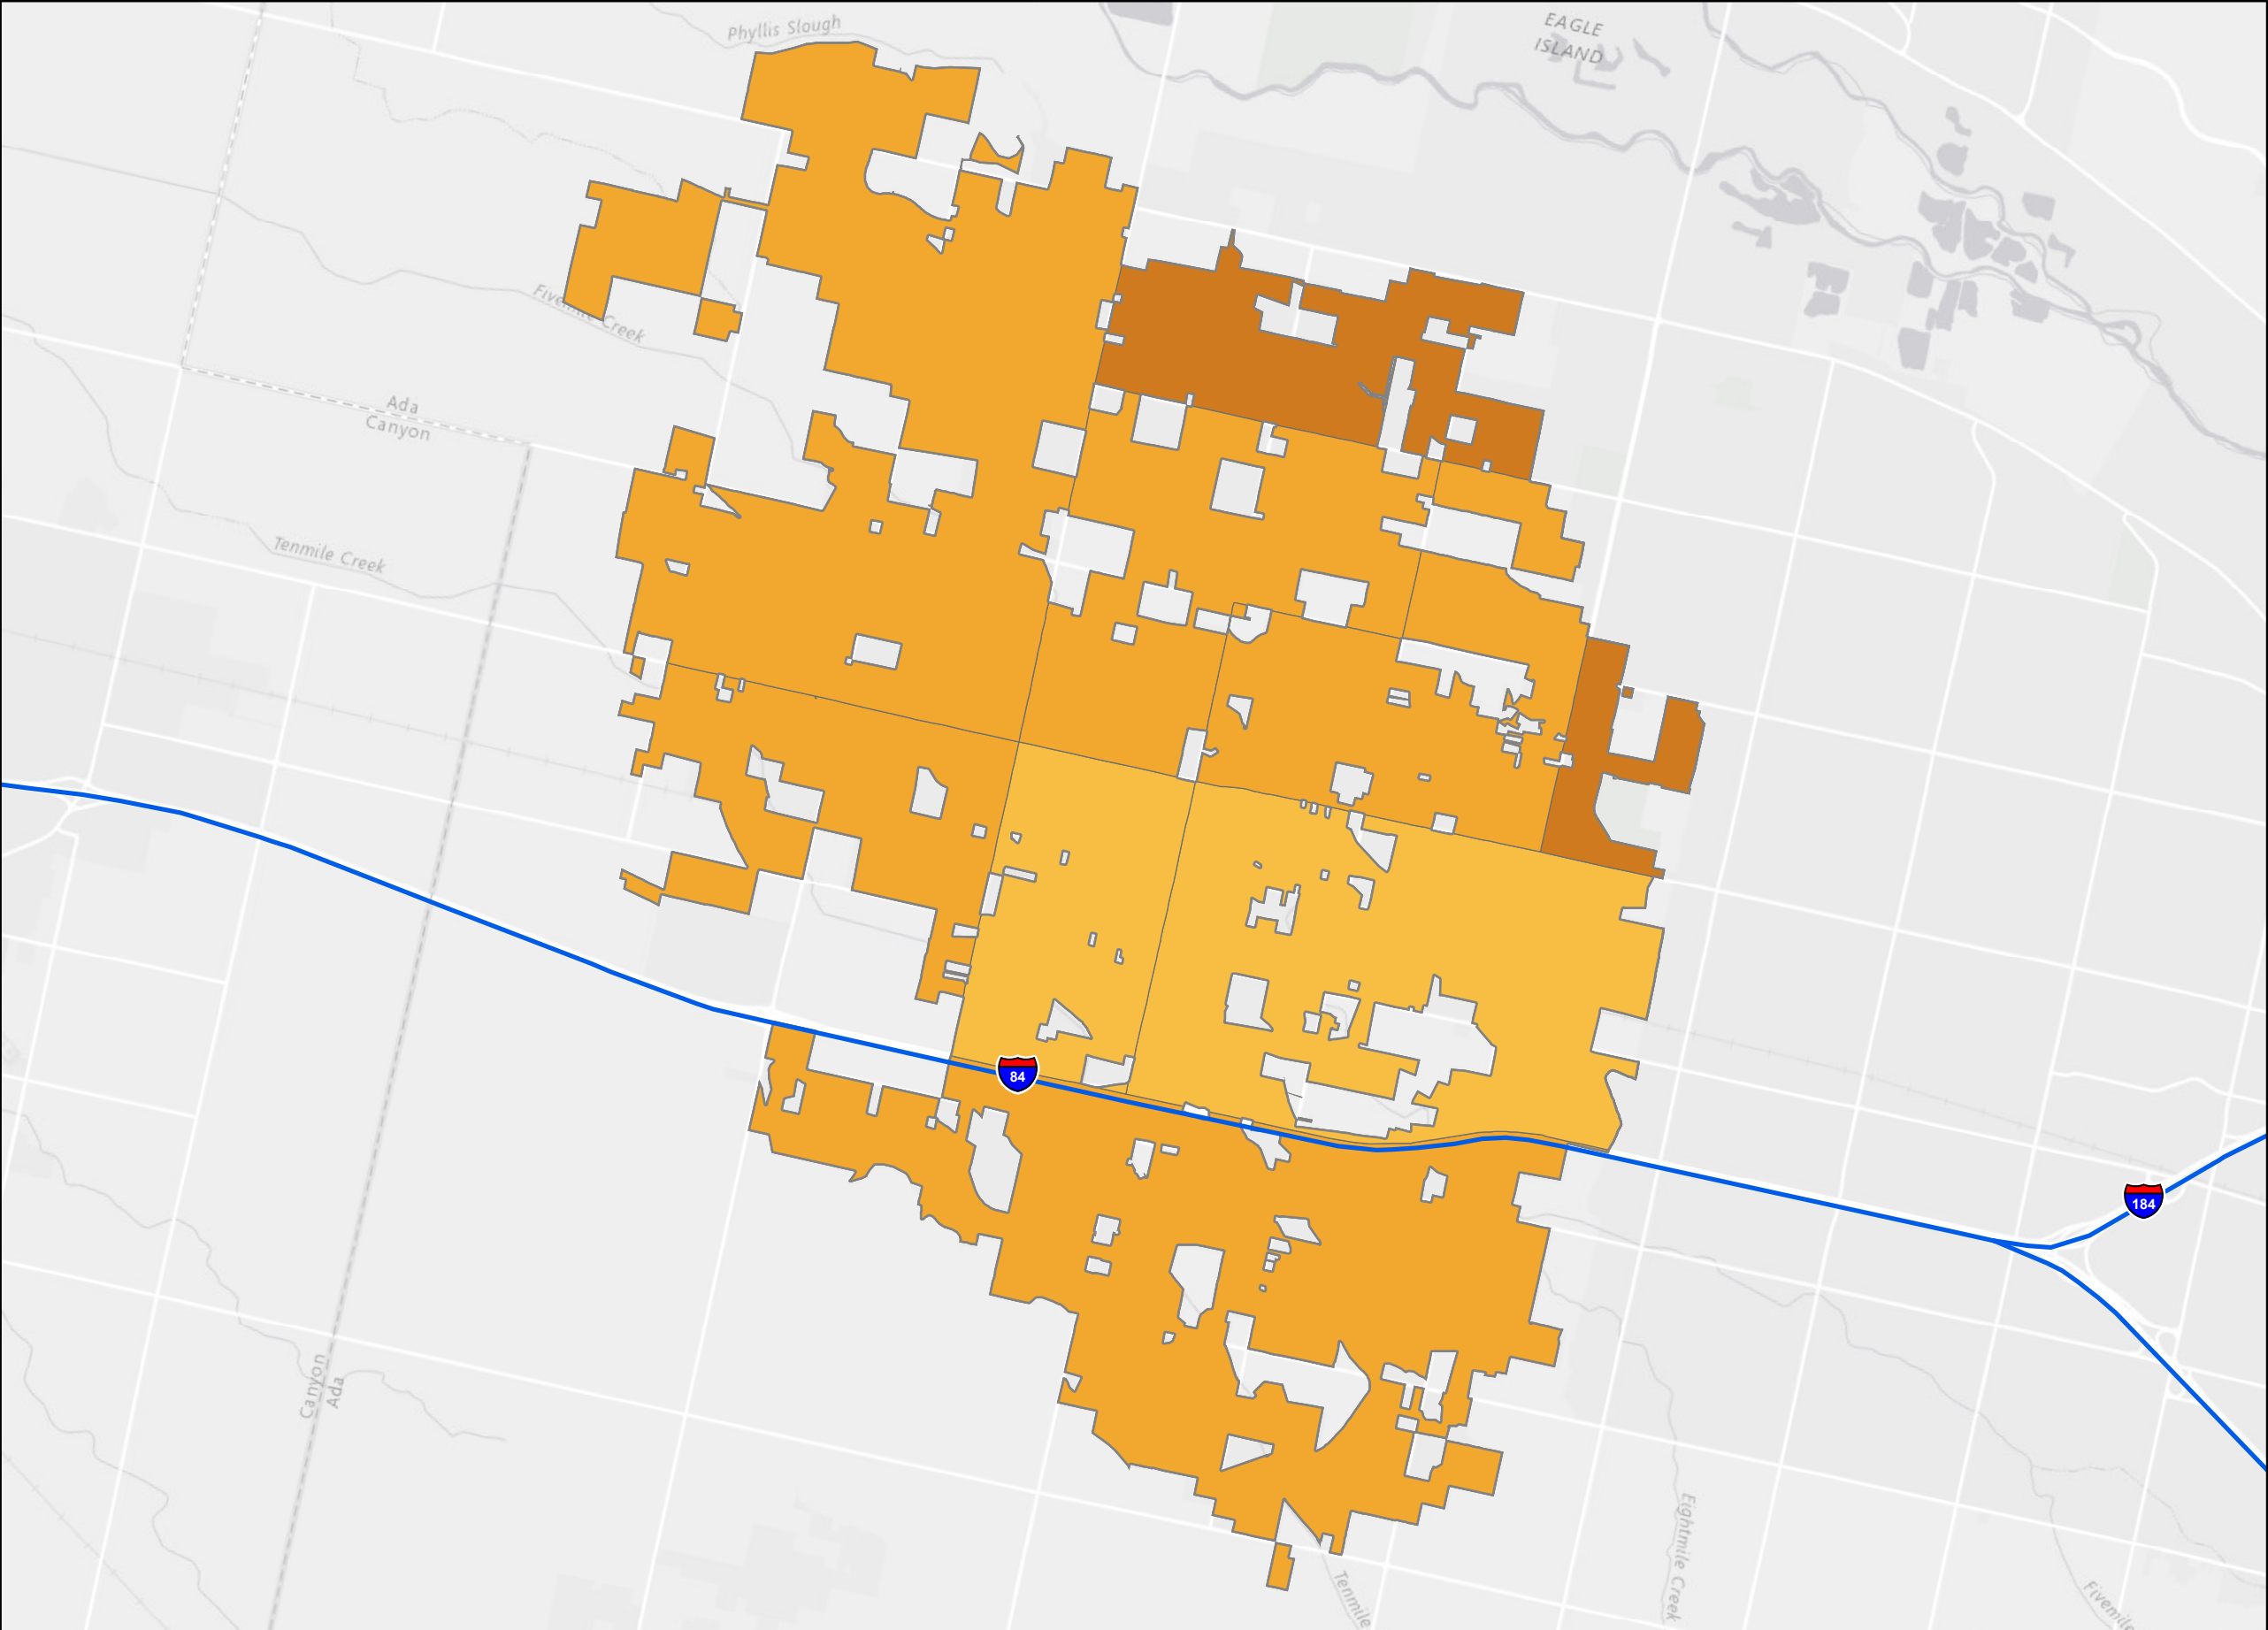 Phyllis Slough
EAGLE
ISLAND
Fivemile Creek
Ada
Canyon
Tenmile Creek
84
184
Canyon
Ada
Eightmile Creek
Tenmile
Fivemile